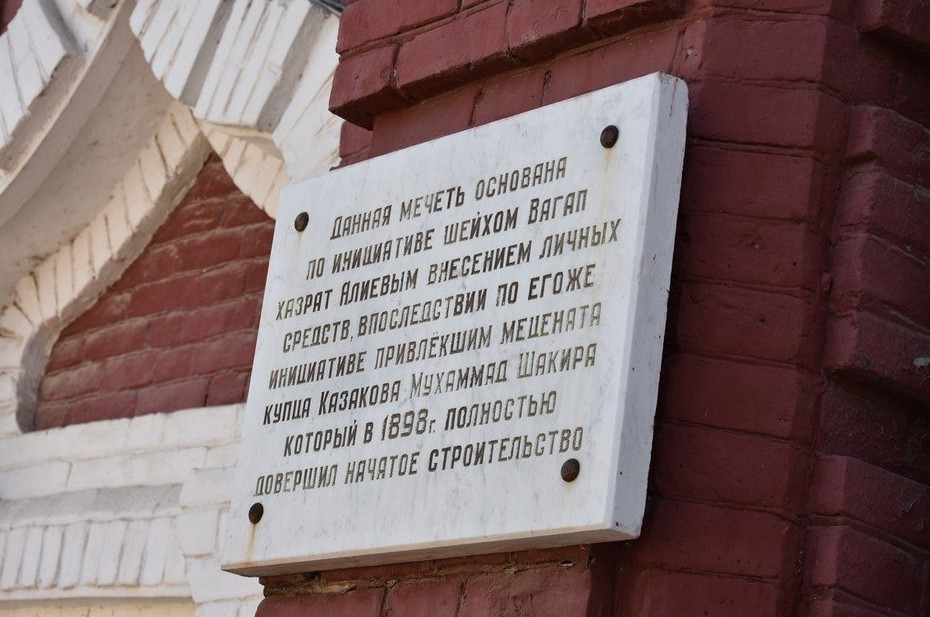 Данная мечеть основана
по инициативе шейхом Вагап
хазрат Алиевым внесением личных
средств, впоследствии по егоже
инициативе привлёкшим мецената
купца Казакова Мухаммад Шакира
который в 1898г. полностью
довершил начатое строительство